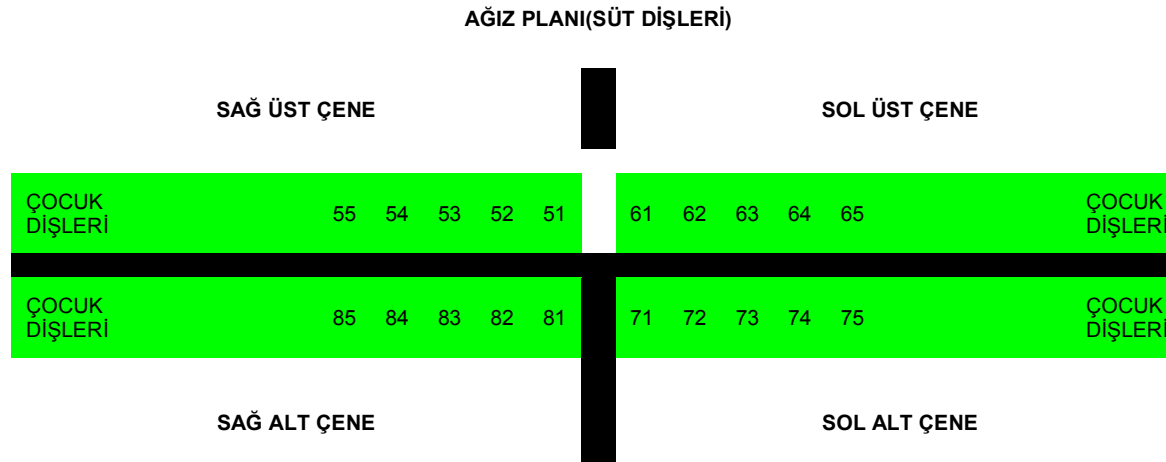 AĞIZ PLANI(SÜT DİŞLERİ)
SAĞ ÜST ÇENE
SOL ÜST ÇENE
ÇOCUK
DİŞLERİ
55 54 53 52 51
61 62 63 64 65
ÇOCUK
DİŞLERİ
ÇOCUK
DİŞLERİ
85 84 83 82 81
71 72 73 74 75
ÇOCUK
DİŞLERİ
SAĞ ALT ÇENE
SOL ALT ÇENE